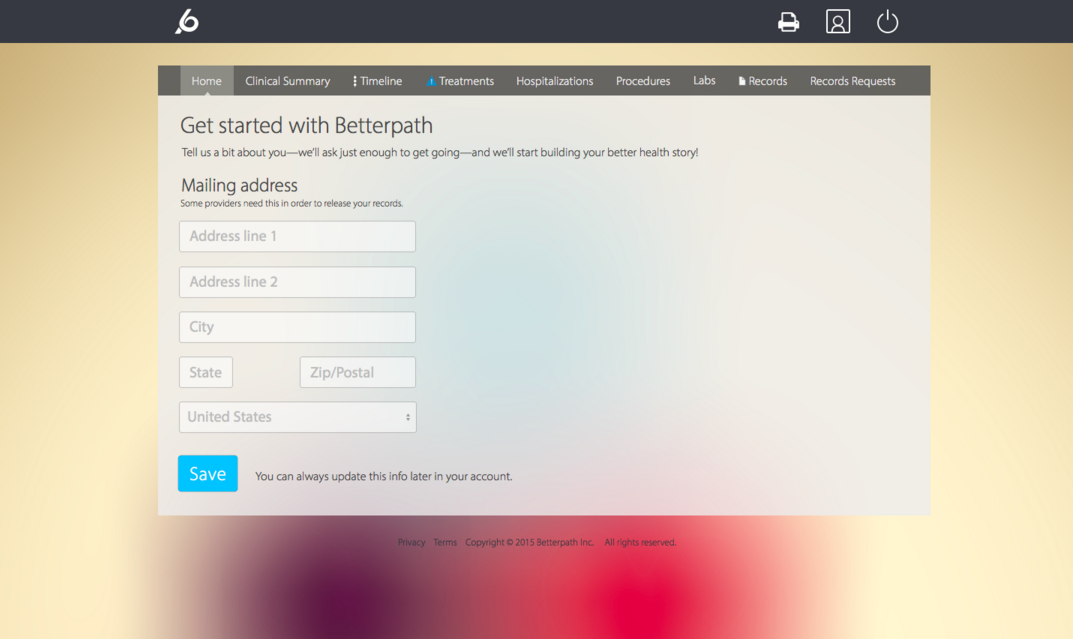 Home Clinical Summary Timeline Treatments Hospitalizations Procedures Labs Records Records Requests
Get started with Betterpath
Tell us a bit about you—we'll ask just enough to get going—and we'll start building your better health story!
Mailing address
Some providers need this in order to release your records.
Address line 1
Address line 2
City
State Zip/Postal
United States
Save You can always update this info later in your account.
Privacy Terms Copyright © 2015 Betterpath Inc. All rights reserved.